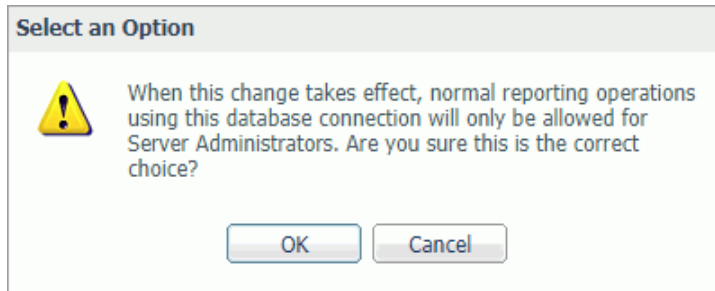 Select an Option
When this change takes effect, normal reporting operations
using this database connection will only be allowed for
Server Administrators. Are you sure this is the correct
choice?
OK
Cancel